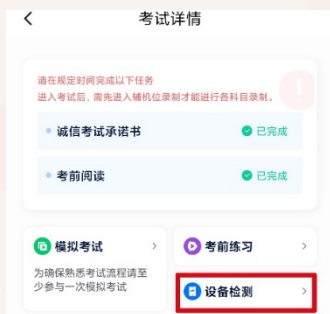 考试详情
请在规定时间完成以下任务
进入考试后，需先进入辅机位录制才能进行各科目录制。
诚信考试承诺书 已完成
考前阅读 已完成
模拟考试
为确保熟悉考试流程请至
少参与一次模拟考试
考前练习
设备检测